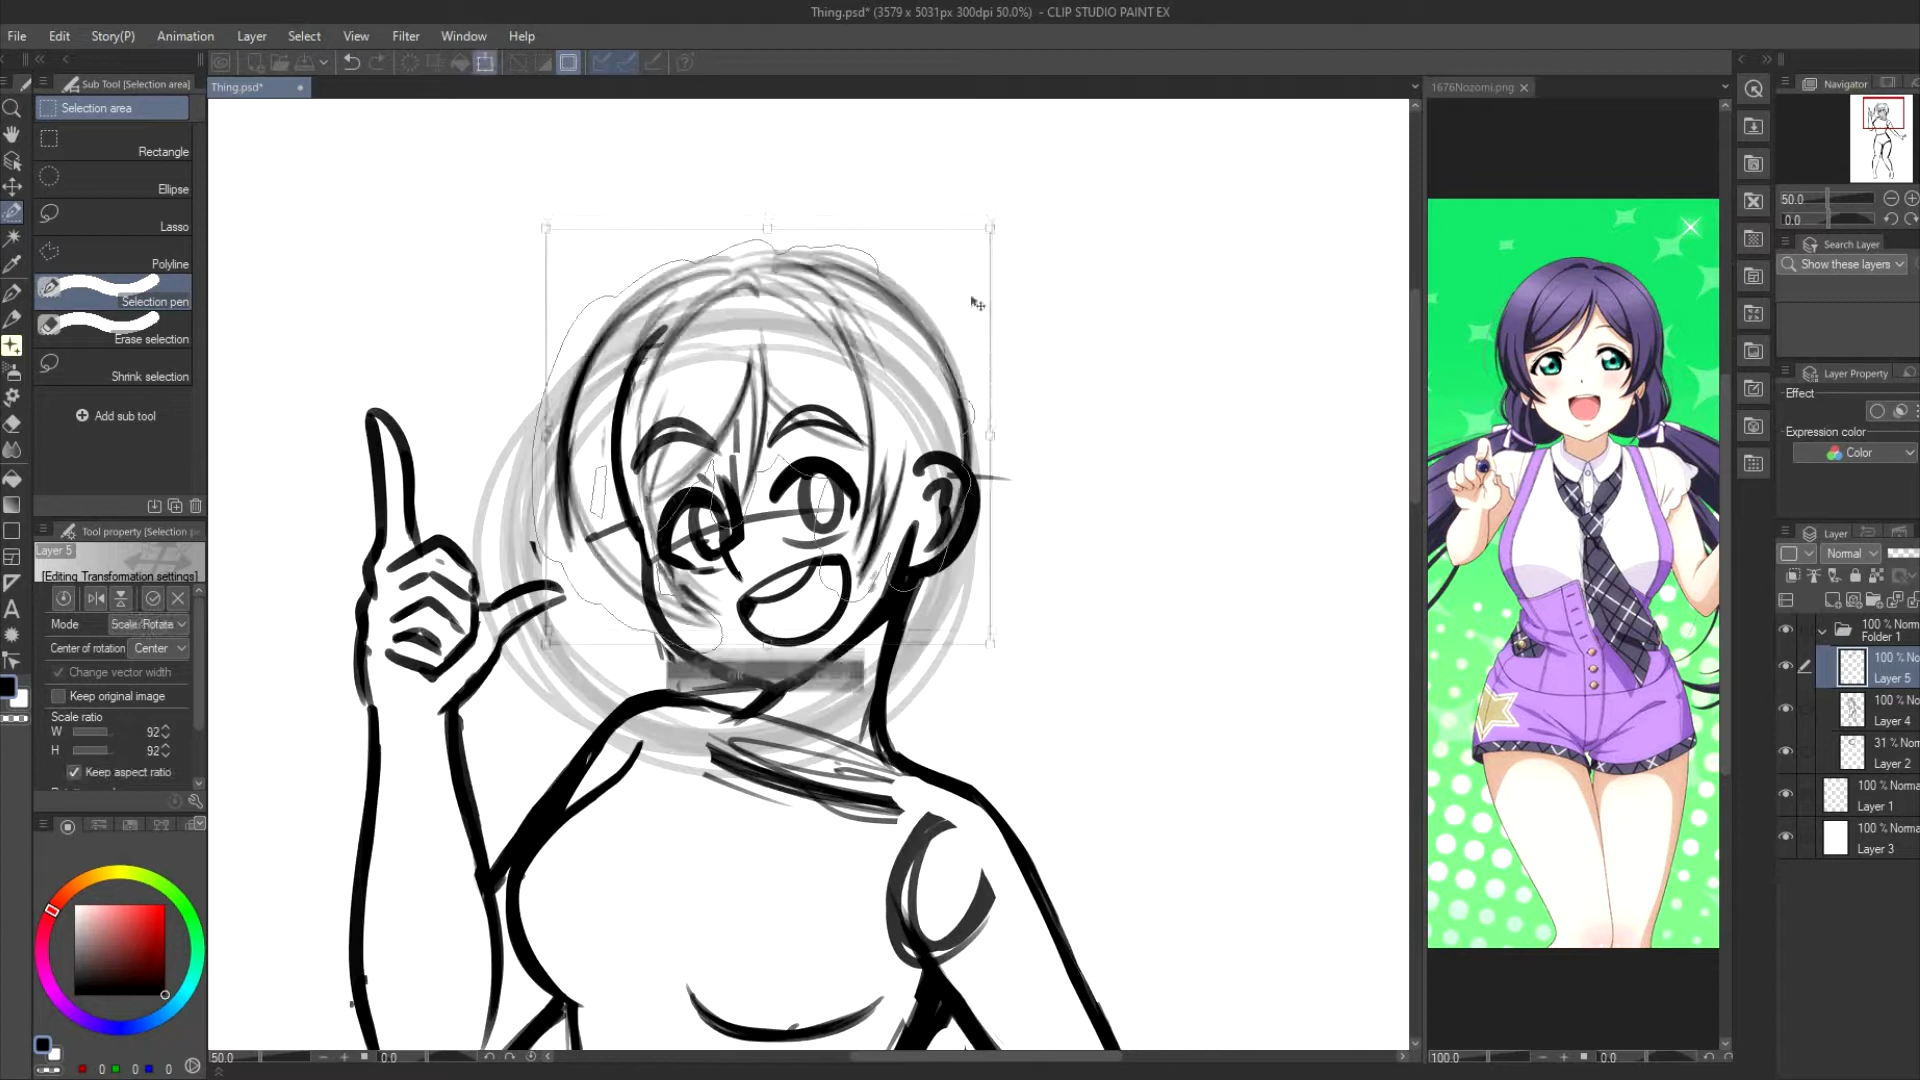 Thing.psd* (3579 x 5031px 300dpi 50.0%)  - CLIP STUDIO PAINT EX
File Edit Story(P) Animation Layer Select View Filter Window Help
Sub Tool [Selection area]
Selection area
Rectangle
Ellipse
Lasso
Polyline
Selection pen
Erase selection
Shrink selection
Add sub tool
Tool property [Selection pe
Layer 5
[Editing Transformation settings]
Mode Scale/Rotate
Center of rotation Center
Change vector width
Keep original image
Scale ratio
W 92
H 92
Keep aspect ratio
0 0 0
Thing.psd*
50.0 0.0
1676Nozomi.png
100.0 0.0
Navigator
50.0
0.0
Search Layer
Show these layers
Layer Property
Effect
Expression color
Color
Layer
Normal
100 % Norm
Folder 1
100 % No
Layer 5
100 % No
Layer 4
31 % Nor
Layer 2
100 % Norma
Layer 1
100 % Norma
Layer 3